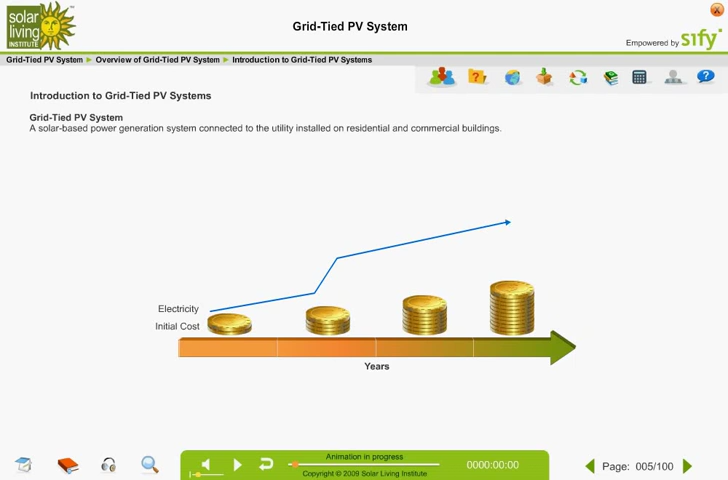 solar
living
INSTITUTE
Grid-Tied PV System
Empowered by sify
Grid-Tied PV System ► Overview of Grid-Tied PV System ► Introduction to Grid-Tied PV Systems
Introduction to Grid-Tied PV Systems
Grid-Tied PV System
A solar-based power generation system connected to the utility installed on residential and commercial buildings.
Electricity
Initial Cost
Years
Animation in progress
0000:00:00
Copyright © 2009 Solar Living Institute
Page: 005/100